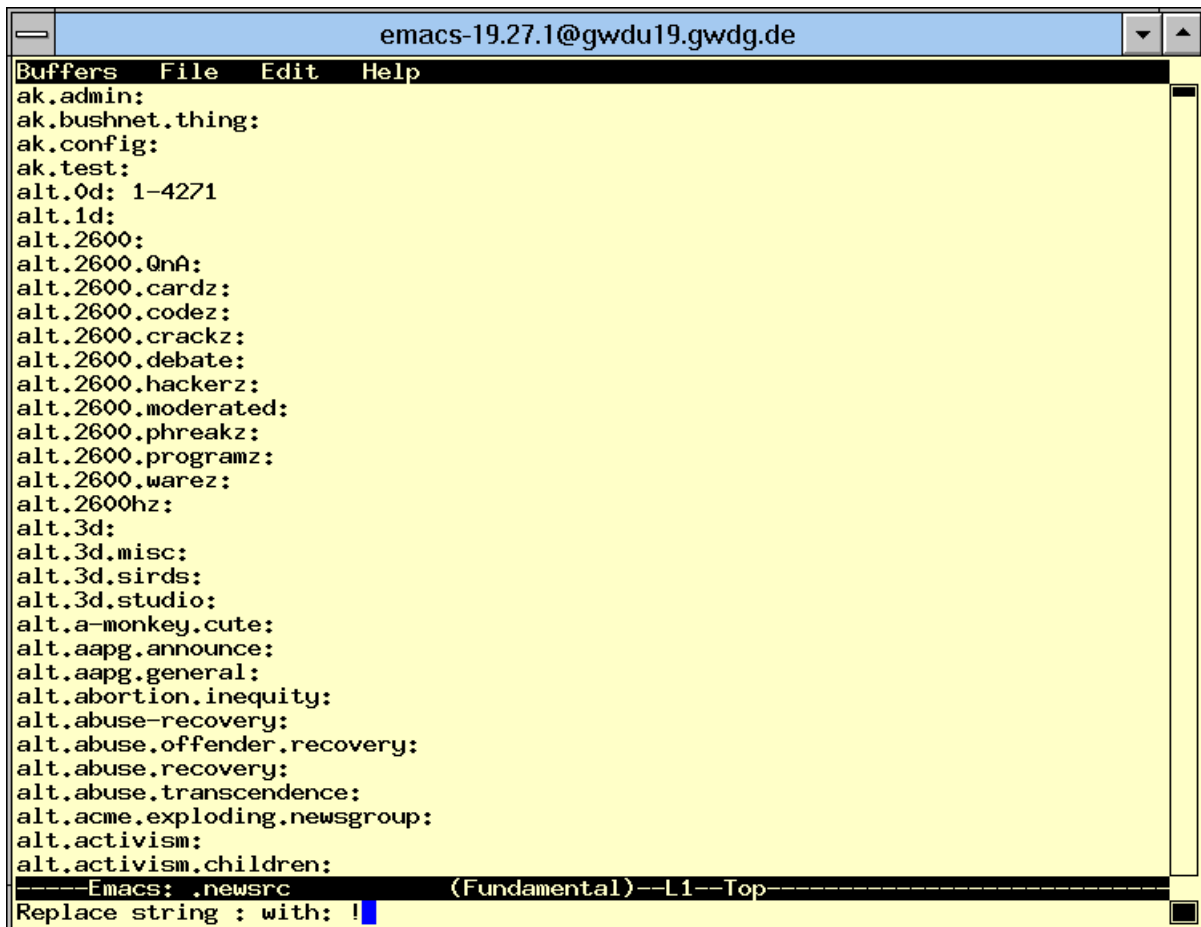 emacs-19.27.1@gwdu19.gwdg.de
Buffers File Edit Help
ak.admin:
ak.bushnet.thing:
ak.config:
ak.test:
alt.0d: 1-4271
alt.1d:
alt.2600:
alt.2600.QnA:
alt.2600.cardz:
alt.2600.codez:
alt.2600.crackz:
alt.2600.debate:
alt.2600.hackerz:
alt.2600.moderated:
alt.2600.phreakz:
alt.2600.programz:
alt.2600.warez:
alt.2600hz:
alt.3d:
alt.3d.misc:
alt.3d.sirds:
alt.3d.studio:
alt.a-monkey.cute:
alt.aapg.announce:
alt.aapg.general:
alt.abortion.inequity:
alt.abuse-recovery:
alt.abuse.offender.recovery:
alt.abuse.recovery:
alt.abuse.transcendence:
alt.acme.exploding.newsgroup:
alt.activism:
alt.activism.children:
-----Emacs: .newsrc (Fundamental)--L1--Top----------------------------
Replace string : with: !